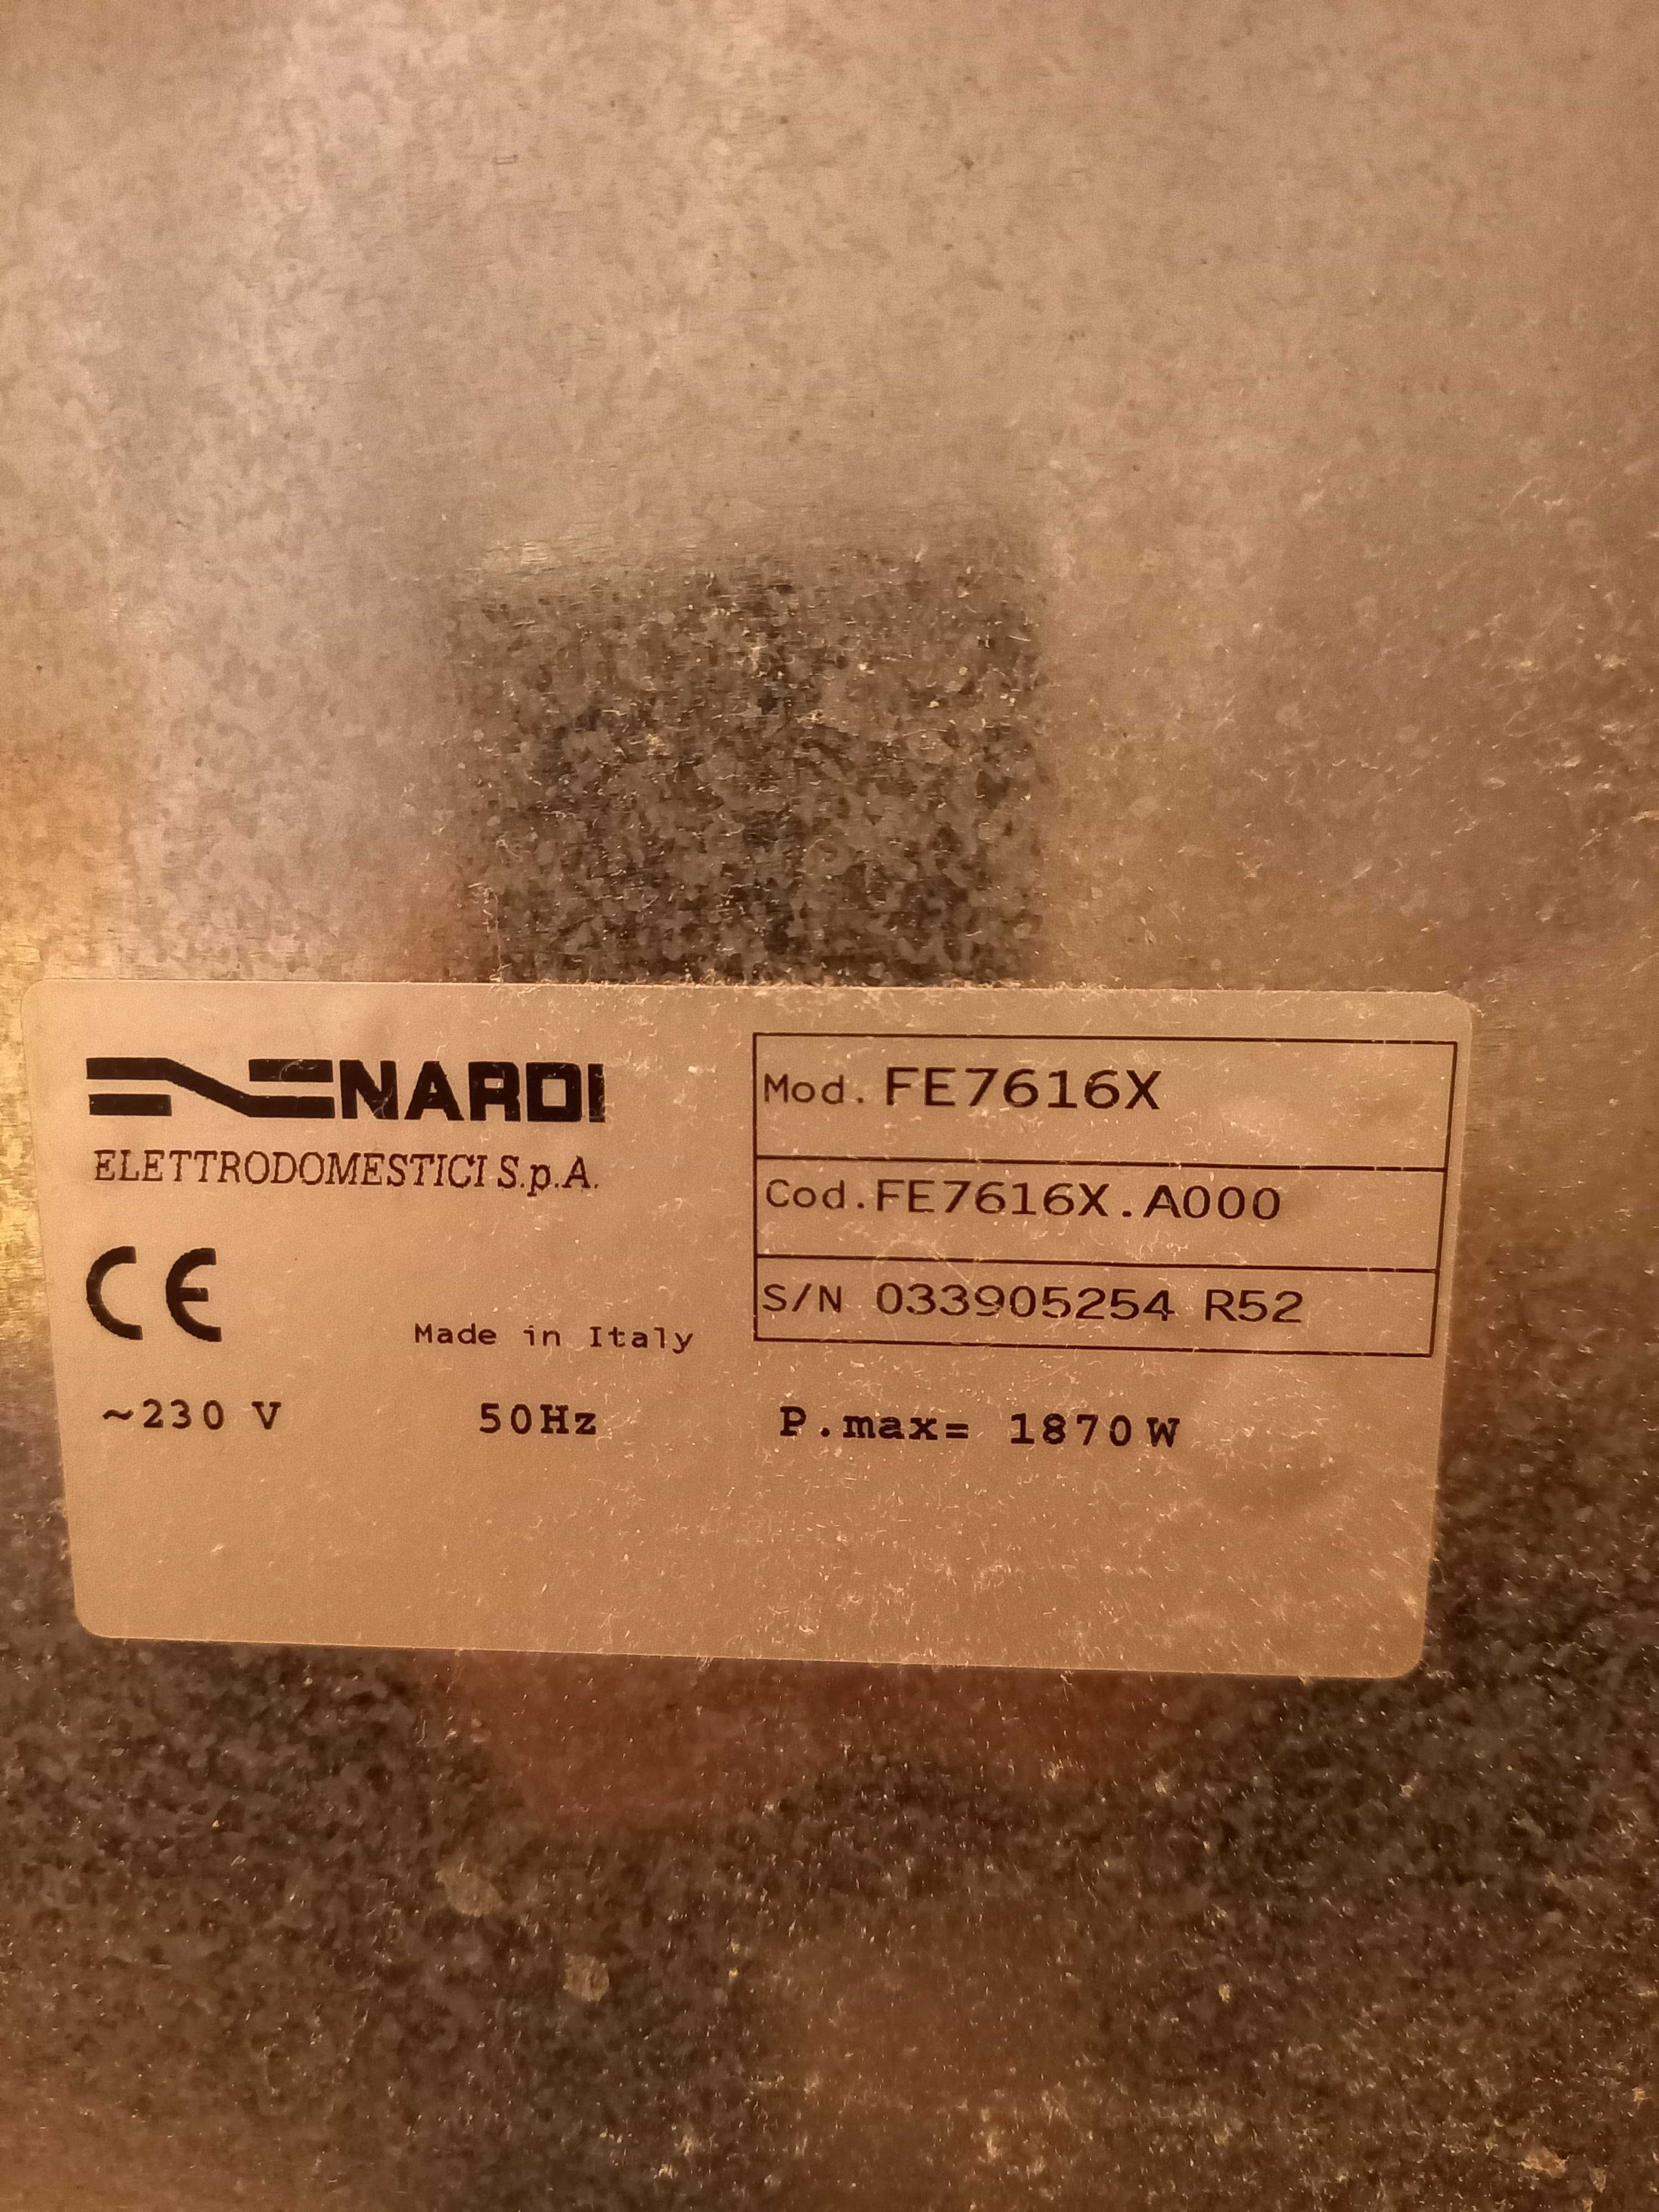 NARDI
ELETTRODOMESTICI S.p.A.
CE
Made in Italy
Mod. FE7616X
Cod. FE7616X.A000
S/N 033905254 R52
~230 V 50Hz P.max= 1870W